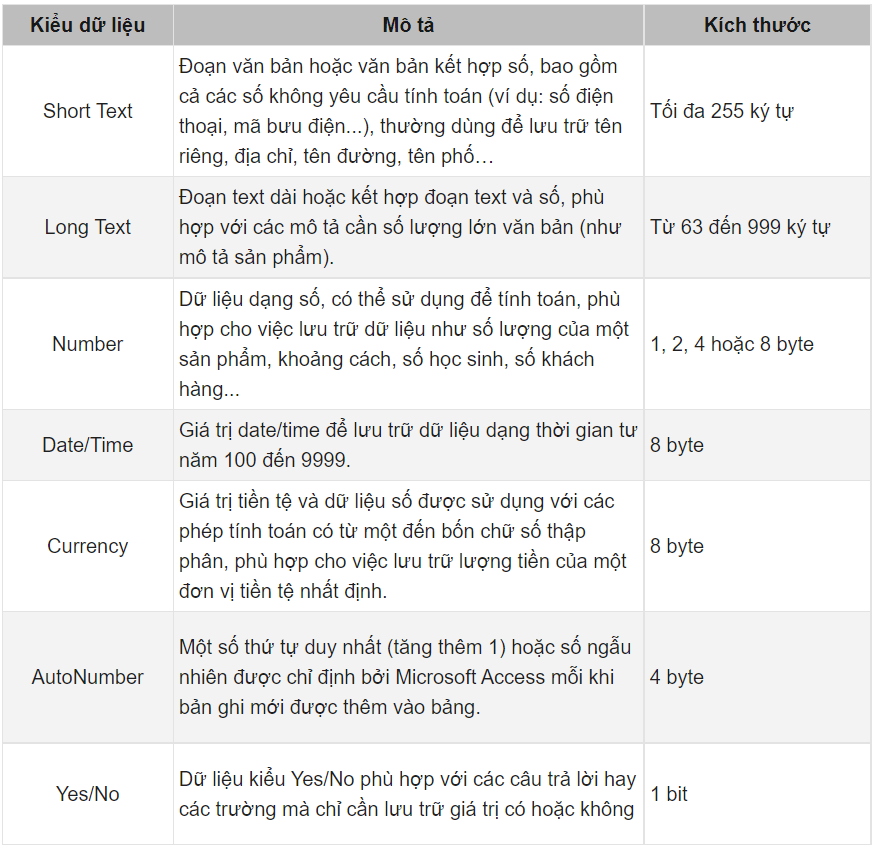 Kiểu dữ liệu Mô tả Kích thước
Short Text
Đoạn văn bản hoặc văn bản kết hợp số, bao gồm
cả các số không yêu cầu tính toán (ví dụ: số điện
thoại, mã bưu điện...), thường dùng để lưu trữ tên
riêng, địa chỉ, tên đường, tên phố…
Tối đa 255 ký tự
Long Text
Đoạn text dài hoặc kết hợp đoạn text và số, phù
hợp với các mô tả cần số lượng lớn văn bản (như
mô tả sản phẩm).
Từ 63 đến 999 ký tự
Number
Dữ liệu dạng số, có thể sử dụng để tính toán, phù
hợp cho việc lưu trữ dữ liệu như số lượng của một
sản phẩm, khoảng cách, số học sinh, số khách
hàng...
1, 2, 4 hoặc 8 byte
Date/Time
Giá trị date/time để lưu trữ dữ liệu dạng thời gian tư
năm 100 đến 9999.
8 byte
Currency
Giá trị tiền tệ và dữ liệu số được sử dụng với các
phép tính toán có từ một đến bốn chữ số thập
phân, phù hợp cho việc lưu trữ lượng tiền của một
đơn vị tiền tệ nhất định.
8 byte
AutoNumber
Một số thứ tự duy nhất (tăng thêm 1) hoặc số ngẫu
nhiên được chỉ định bởi Microsoft Access mỗi khi
bản ghi mới được thêm vào bảng.
4 byte
Yes/No
Dữ liệu kiểu Yes/No phù hợp với các câu trả lời hay
các trường mà chỉ cần lưu trữ giá trị có hoặc không
1 bit